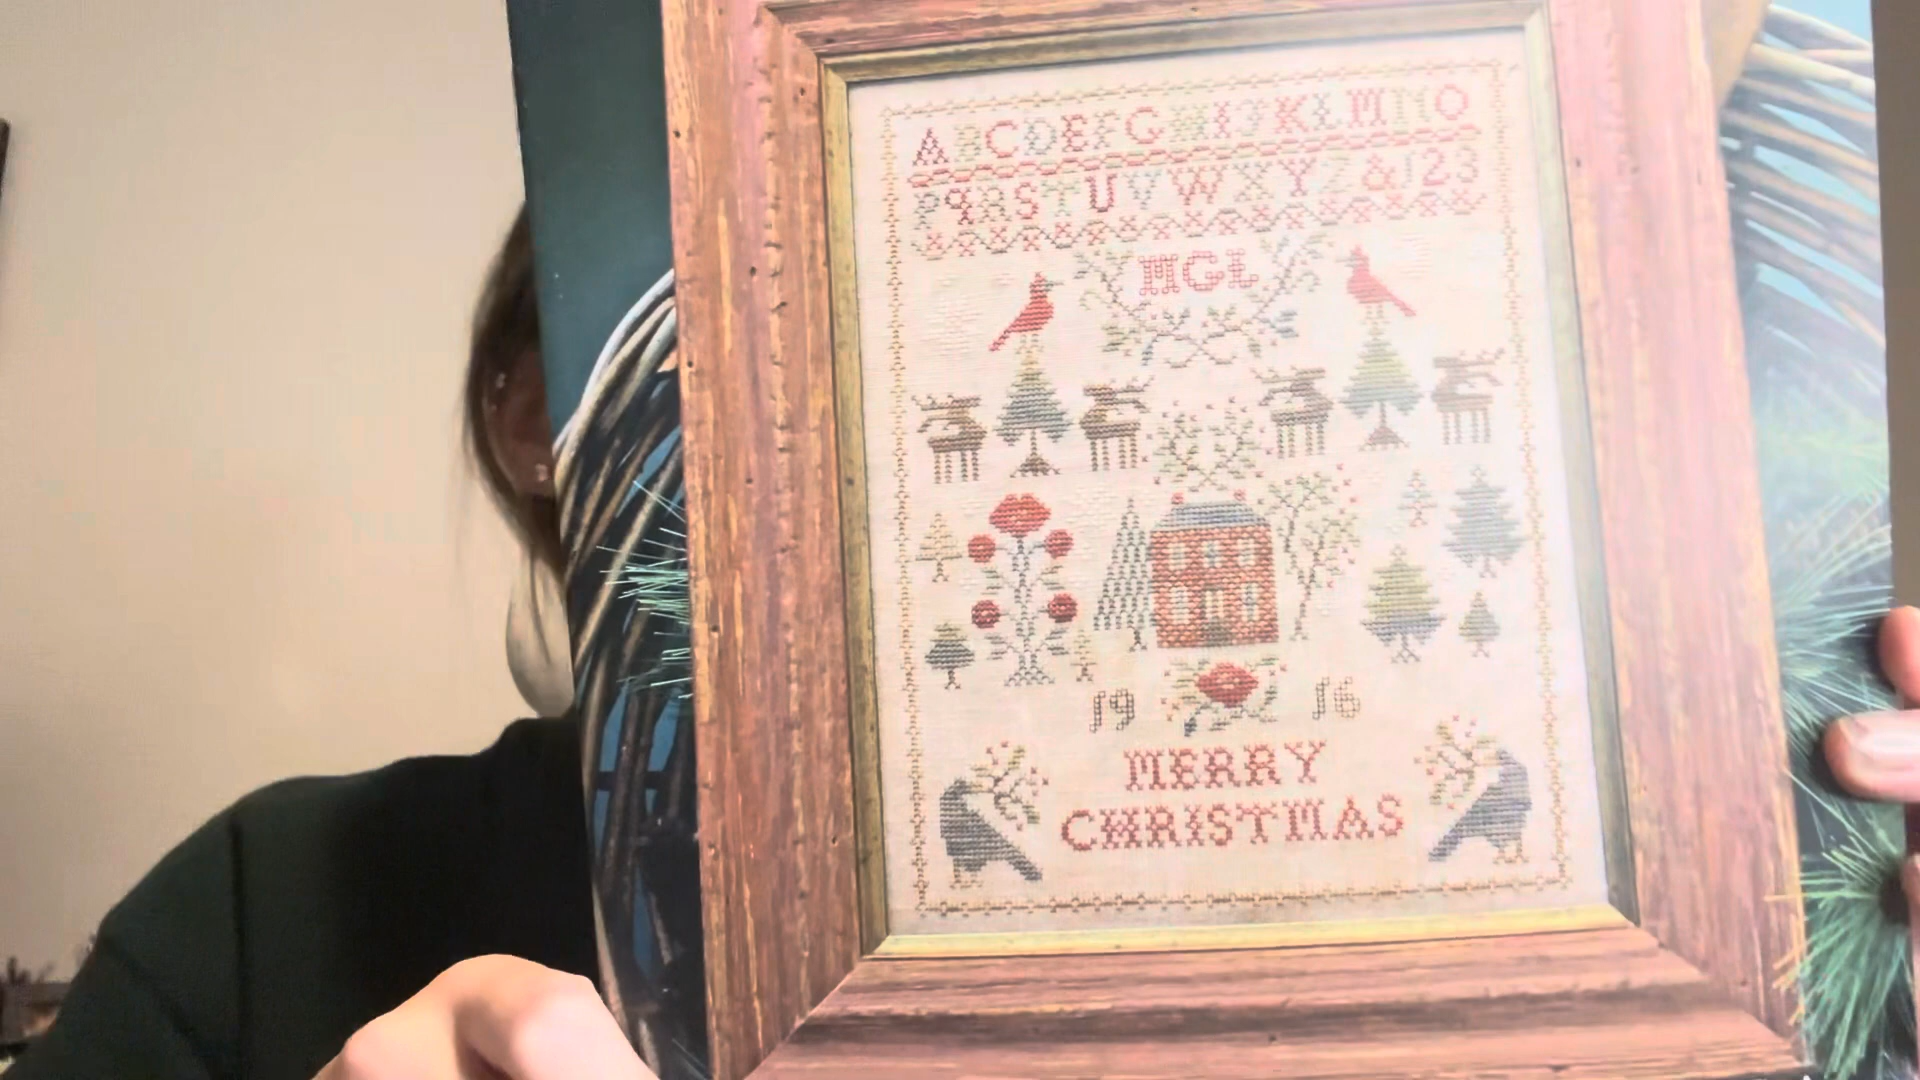 ABCDEFGHIJKLMNO
PQRSTUVWXYZ&123
MGL
19 16
MERRY
CHRISTMAS